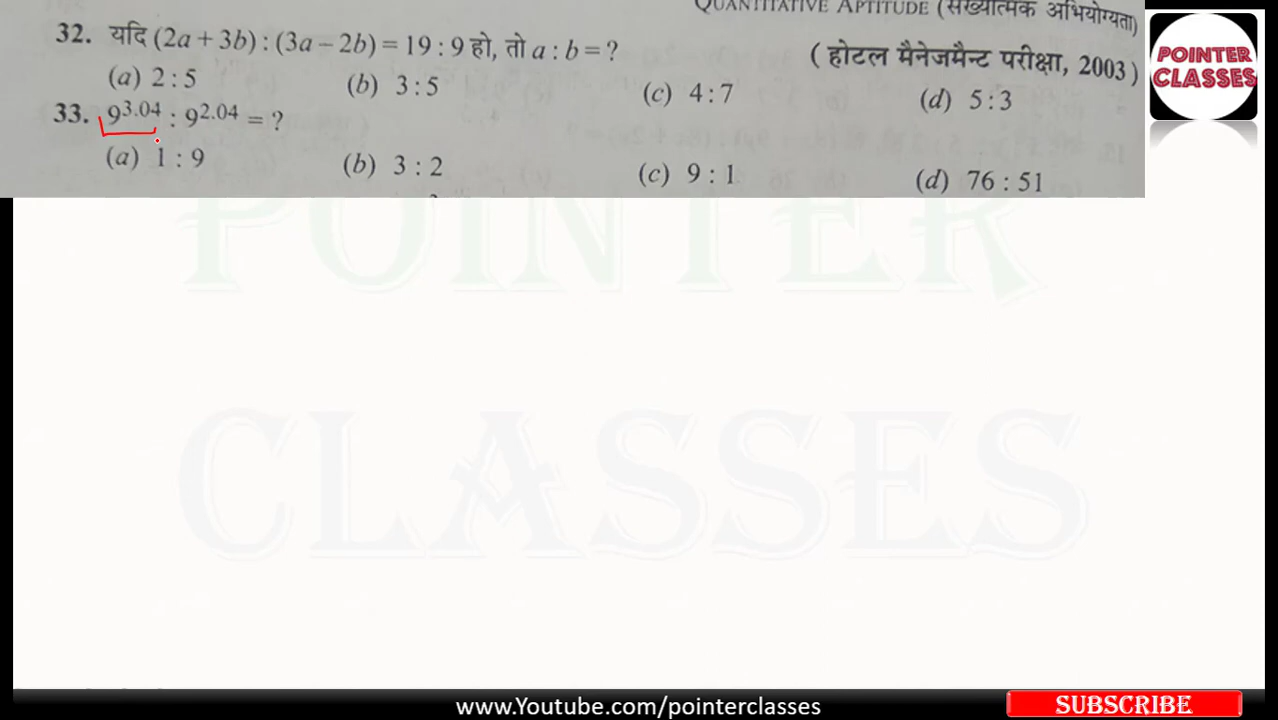 QUANTITATIVE APTITUDE (संख्यात्मक अभियोग्यता)
32. यदि (2a + 3b) : (3a – 2b) = 19 : 9 हो, तो a : b = ?
( होटल मैनेजमैन्ट परीक्षा, 2003 )
(a) 2 : 5 (b) 3 : 5 (c) 4 : 7 (d) 5 : 3
33. 9^3.04 : 9^2.04 = ?
(a) 1 : 9 (b) 3 : 2 (c) 9 : 1 (d) 76 : 51
POINTER
CLASSES
POINTER
CLASSES
www.Youtube.com/pointerclasses
SUBSCRIBE